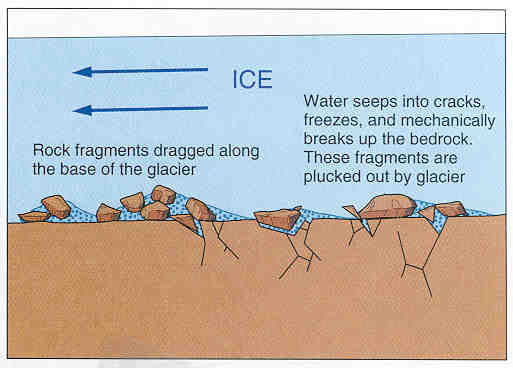 ICE
Water seeps into cracks,
freezes, and mechanically
breaks up the bedrock.
These fragments are
plucked out by glacier
Rock fragments dragged along
the base of the glacier